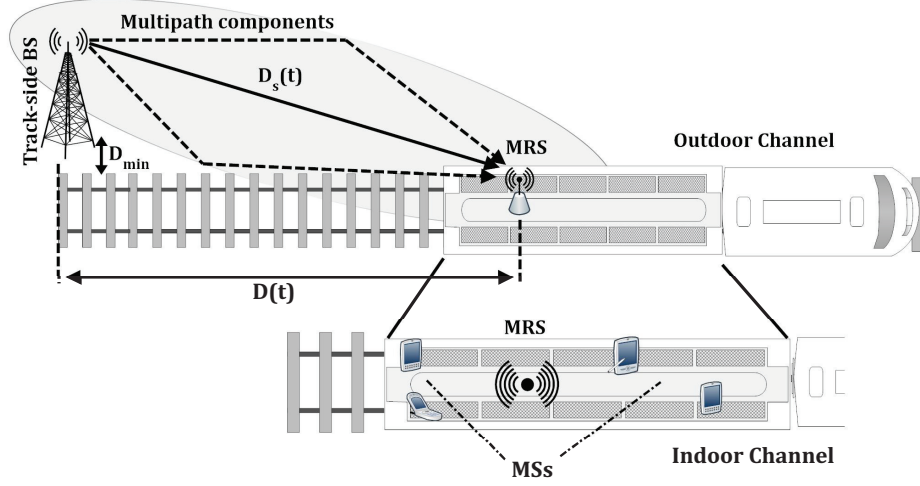 Multipath components
Track-side BS
D_s(t)
D_min
MRS
Outdoor Channel
D(t)
MRS
MSs
Indoor Channel